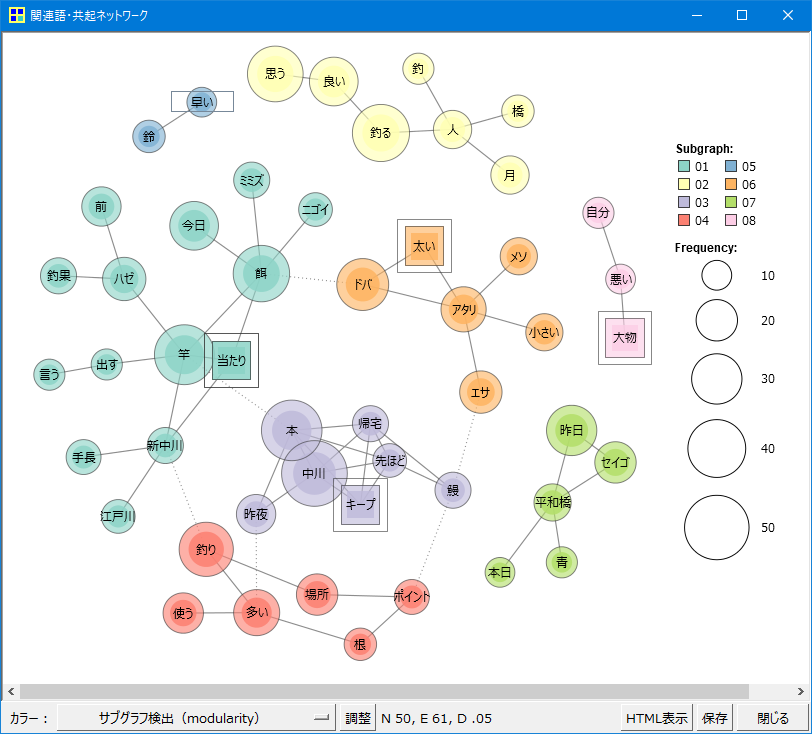 関連語・共起ネットワーク
思う
良い
釣
早い
橋
鈴
釣る
人
月
Subgraph:
01
05
02
06
03
07
04
08
ミミズ
前
今日
ニゴイ
自分
太い
Frequency:
メソ
釣果
ハゼ
餌
ドバ
悪い
10
アタリ
20
小さい
大物
竿
当たり
言う
出す
30
エサ
本
帰宅
昨日
新中川
手長
中川
先ほど
セイゴ
40
鰻
キープ
平和橋
江戸川
昨夜
50
釣り
青
本日
場所
ポイント
使う
多い
根
カラー：
サブグラフ検出（modularity）
調整
N 50, E 61, D .05
HTML表示
保存
閉じる